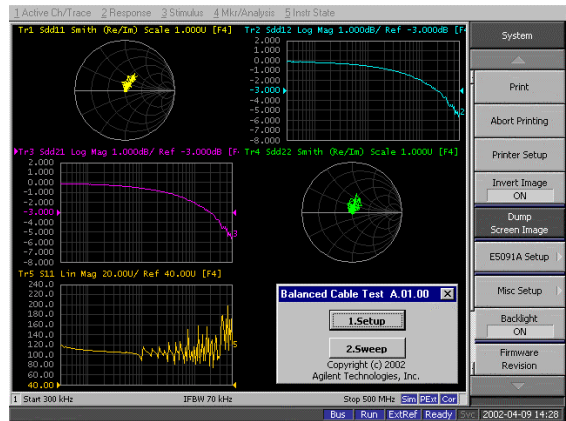 1 Active Ch/Trace 2 Response 3 Stimulus 4 Mkr/Analysis 5 Instr State
Tr1 Sdd11 Smith (Re/Im) Scale 1.000U [F4]
Tr2 Sdd12 Log Mag 1.000dB/ Ref -3.000dB [F4
2.000
1.000
0.000
-1.000
-2.000
-3.000
-4.000
-5.000
-6.000
-7.000
-8.000
2
Tr3 Sdd21 Log Mag 1.000dB/ Ref -3.000dB [F4
2.000
1.000
0.000
-1.000
-2.000
-3.000
-4.000
-5.000
-6.000
-7.000
-8.000
3
Tr4 Sdd22 Smith (Re/Im) Scale 1.000U [F4]
Tr5 S11 Lin Mag 20.00U/ Ref 40.00U [F4]
240.0
220.0
200.0
180.0
160.0
140.0
120.0
100.0
80.00
60.00
40.00
5
Balanced Cable Test A.01.00
1.Setup
2.Sweep
Copyright (c) 2002
Agilent Technologies, Inc.
1 Start 300 kHz IFBW 70 kHz Stop 500 MHz Sim PExt Cor
Bus Run ExtRef Ready Svc 2002-04-09 14:28
System
Print
Abort Printing
Printer Setup
Invert Image
ON
Dump
Screen Image
E5091A Setup
Misc Setup
Backlight
ON
Firmware
Revision